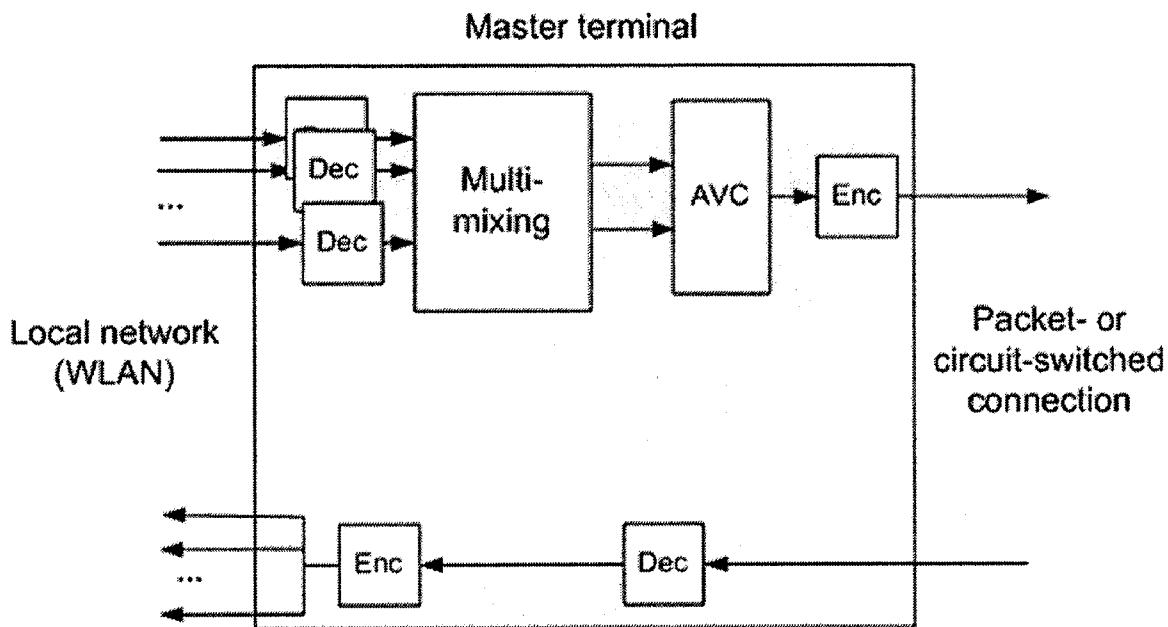 Master terminal
Dec
Dec
Multi-
mixing
AVC
Enc
...
Local network
(WLAN)
Packet- or
circuit-switched
connection
Enc
Dec
...